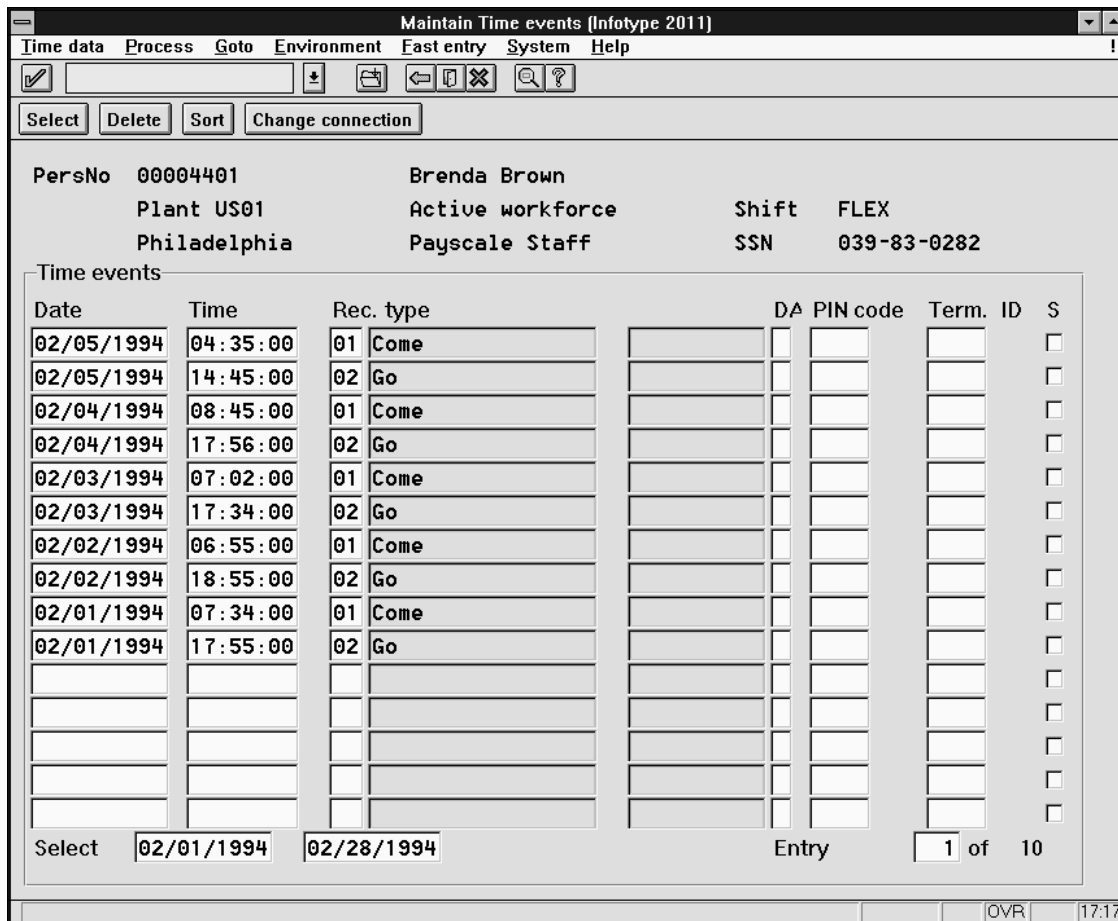 Maintain Time events (Infotype 2011)
Time data Process Goto Environment Fast entry System Help !
Select Delete Sort Change connection
PersNo 00004401 Brenda Brown
Plant US01 Active workforce Shift FLEX
Philadelphia Payscale Staff SSN 039-83-0282
Time events
Date Time Rec. type DA PIN code Term. ID S
02/05/1994 04:35:00 01 Come
02/05/1994 14:45:00 02 Go
02/04/1994 08:45:00 01 Come
02/04/1994 17:56:00 02 Go
02/03/1994 07:02:00 01 Come
02/03/1994 17:34:00 02 Go
02/02/1994 06:55:00 01 Come
02/02/1994 18:55:00 02 Go
02/01/1994 07:34:00 01 Come
02/01/1994 17:55:00 02 Go
Select 02/01/1994 02/28/1994 Entry 1 of 10
OVR 17:17